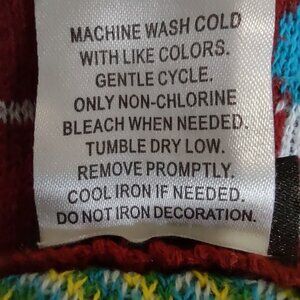 MACHINE WASH COLD
WITH LIKE COLORS.
GENTLE CYCLE.
ONLY NON-CHLORINE
BLEACH WHEN NEEDED.
TUMBLE DRY LOW.
REMOVE PROMPTLY.
COOL IRON IF NEEDED.
DO NOT IRON DECORATION.